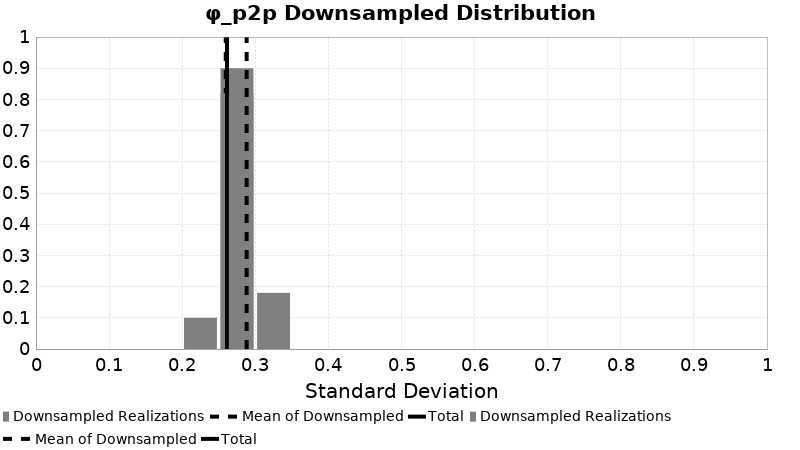 φ_p2p Downsampled Distribution
1
0.9
0.8
0.7
0.6
0.5
0.4
0.3
0.2
0.1
0
0 0.1 0.2 0.3 0.4 0.5 0.6 0.7 0.8 0.9 1
Standard Deviation
Downsampled Realizations Mean of Downsampled Total Downsampled Realizations
Mean of Downsampled Total